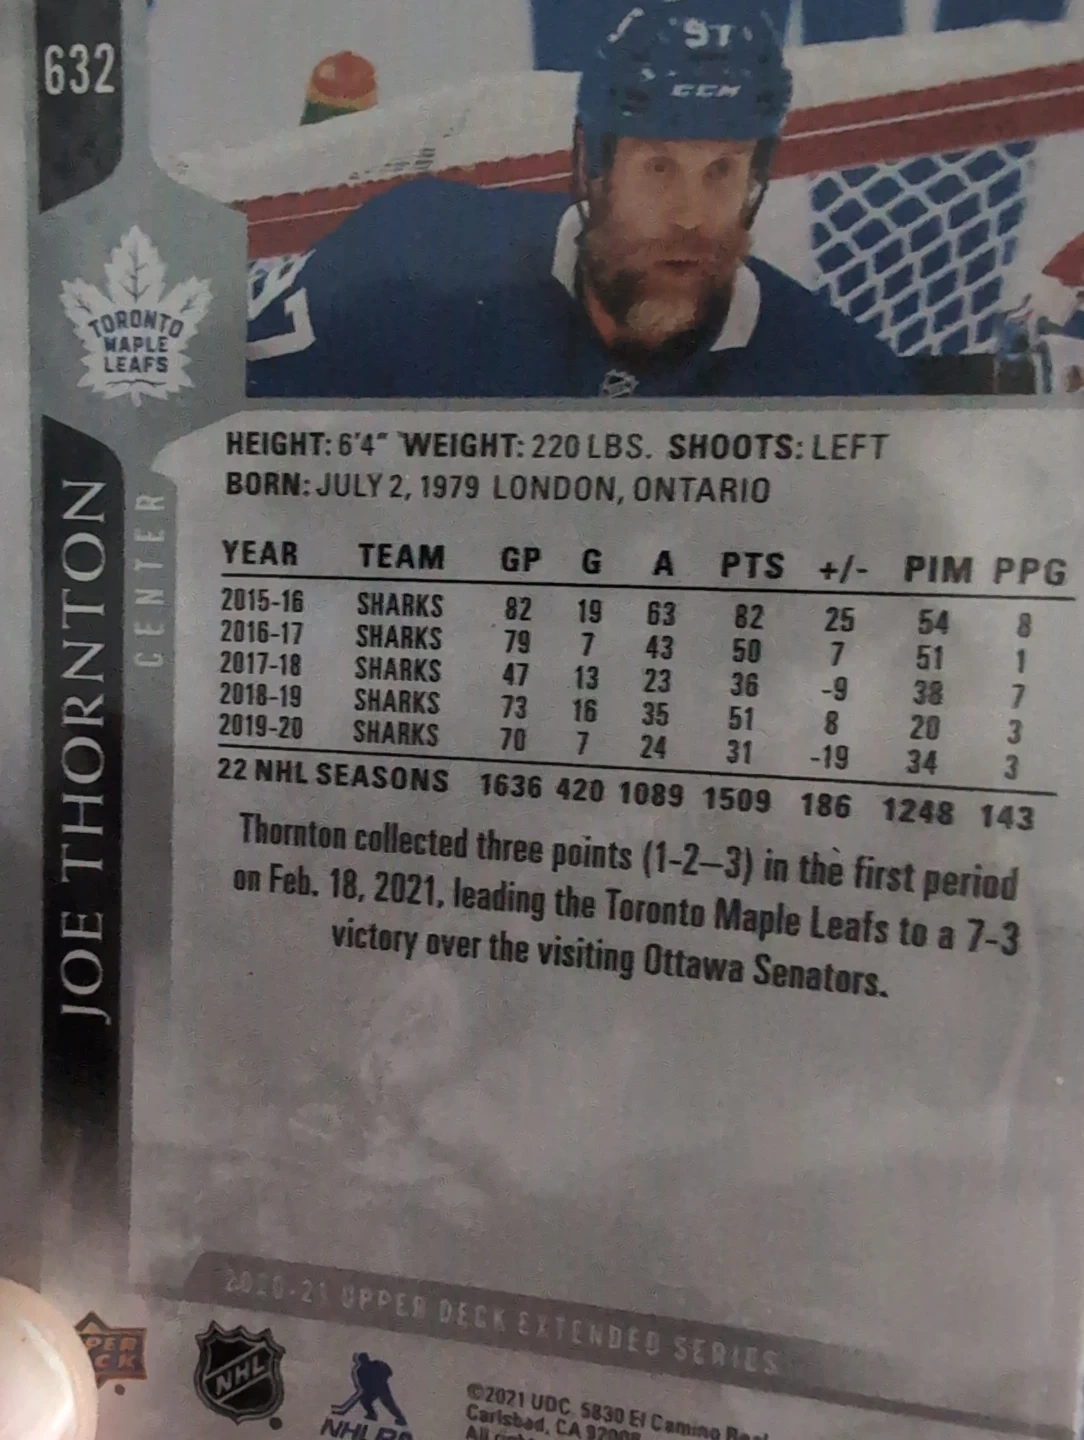 632
97
CCM
TORONTO
MAPLE
LEAFS
JOE THORNTON
CENTER
HEIGHT: 6'4" WEIGHT: 220 LBS. SHOOTS: LEFT
BORN: JULY 2, 1979 LONDON, ONTARIO
YEAR TEAM GP G A PTS +/- PIM PPG
2015-16 SHARKS 82 19 63 82 25 54 8
2016-17 SHARKS 79 7 43 50 7 51 1
2017-18 SHARKS 47 13 23 36 -9 38 7
2018-19 SHARKS 73 16 35 51 8 20 3
2019-20 SHARKS 70 7 24 31 -19 34 3
22 NHL SEASONS 1636 420 1089 1509 186 1248 143
Thornton collected three points (1-2–3) in the first period
on Feb. 18, 2021, leading the Toronto Maple Leafs to a 7-3
victory over the visiting Ottawa Senators.
2020-21 UPPER DECK EXTENDED SERIES
NHL
©2021 UDC. 5830 El Camino Real
Carlsbad, CA 92008